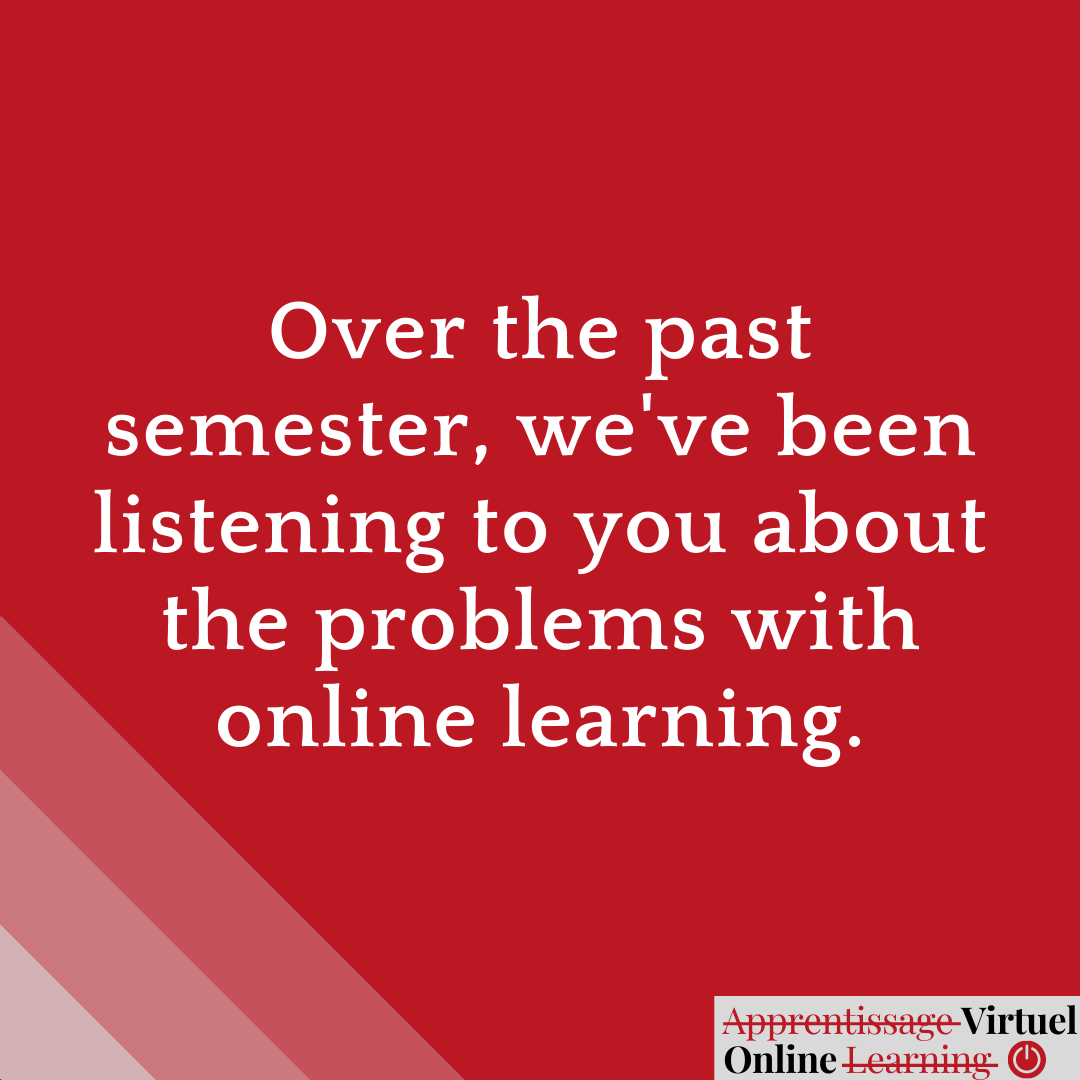 Over the past
semester, we've been
listening to you about
the problems with
online learning.
Apprentissage Virtuel
Online Learning